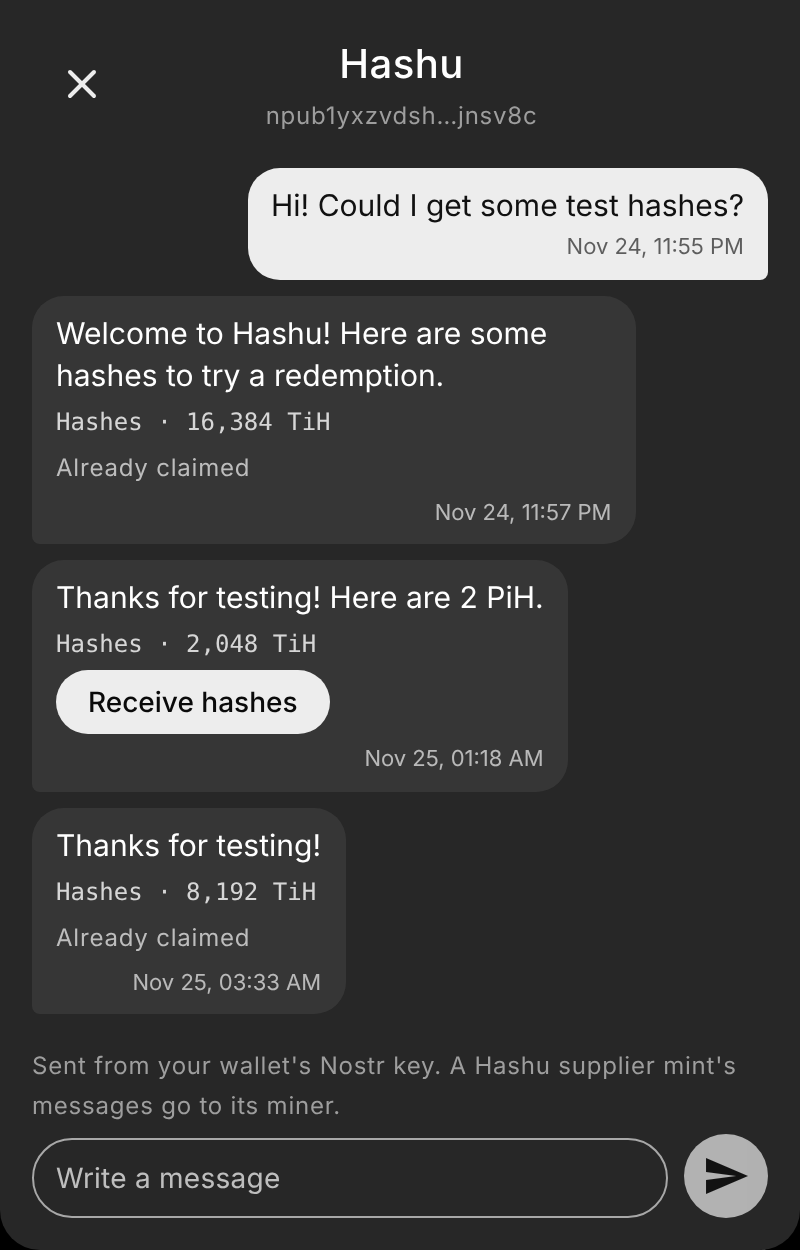 Hashu
npub1yxzvdsh...jnsv8c
Hi! Could I get some test hashes?
Nov 24, 11:55 PM
Welcome to Hashu! Here are some
hashes to try a redemption.
Hashes · 16,384 TiH
Already claimed
Nov 24, 11:57 PM
Thanks for testing! Here are 2 PiH.
Hashes · 2,048 TiH
Receive hashes
Nov 25, 01:18 AM
Thanks for testing!
Hashes · 8,192 TiH
Already claimed
Nov 25, 03:33 AM
Sent from your wallet's Nostr key. A Hashu supplier mint's
messages go to its miner.
Write a message